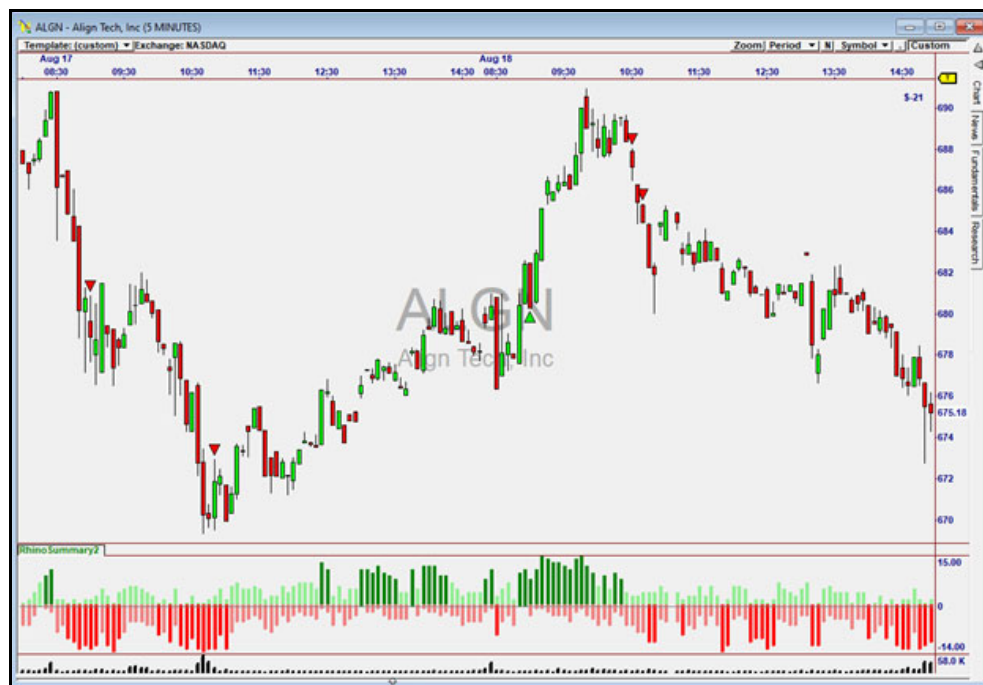 ALGN - Align Tech, Inc (5 MINUTES)
Template: (custom) Exchange: NASDAQ Zoom Period N Symbol . Custom
Aug 17 Aug 18
08:30 09:30 10:30 11:30 12:30 13:30 14:30 08:30 09:30 10:30 11:30 12:30 13:30 14:30
T
S-21
690
688
686
684
682
680
678
676
675.18
674
672
670
ALGN
Align Tech, Inc
Chart
News
Fundamentals
Research
RhinoSummary2
15.00
0
-14.00
58.0 K